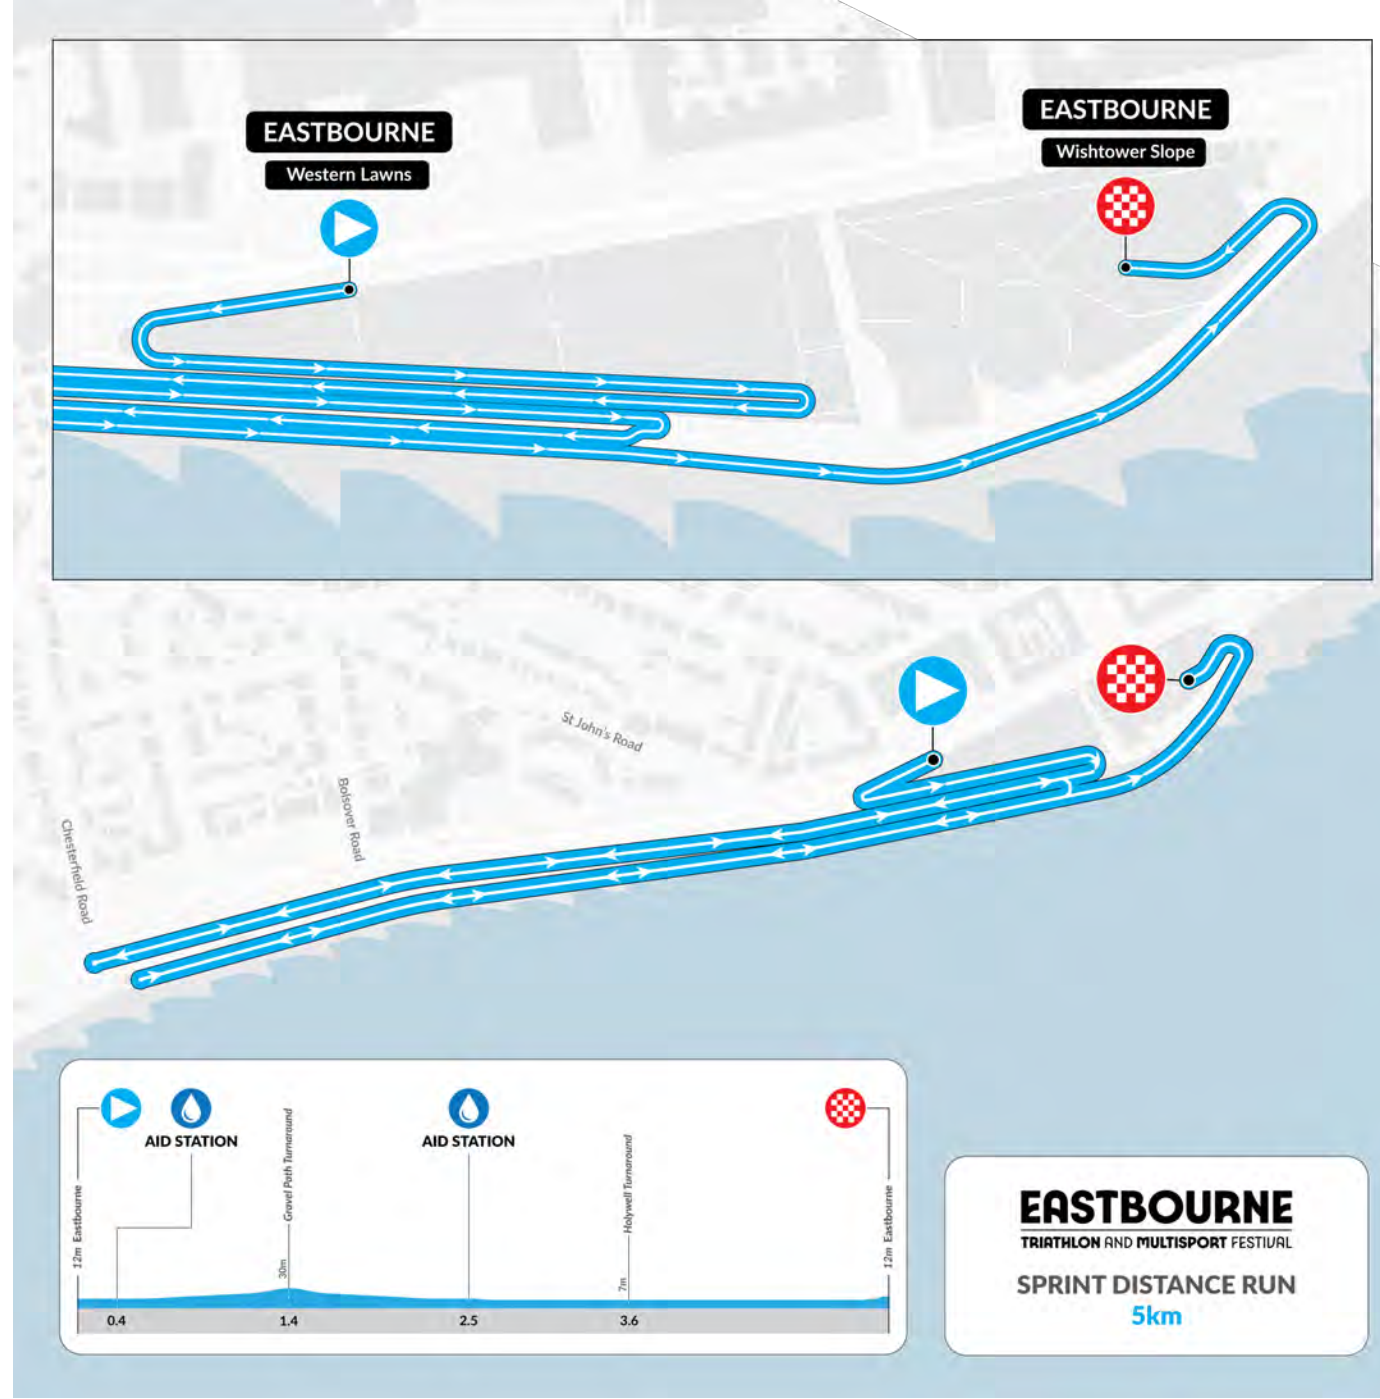 EASTBOURNE
Western Lawns
EASTBOURNE
Wishtower Slope
St John's Road
Bolsover Road
Chesterfield Road
AID STATION
AID STATION
12m Eastbourne
Gravel Path Turnaround
30m
Holywell Turnaround
7m
12m Eastbourne
0.4
1.4
2.5
3.6
EASTBOURNE
TRIATHLON AND MULTISPORT FESTIVAL
SPRINT DISTANCE RUN
5km